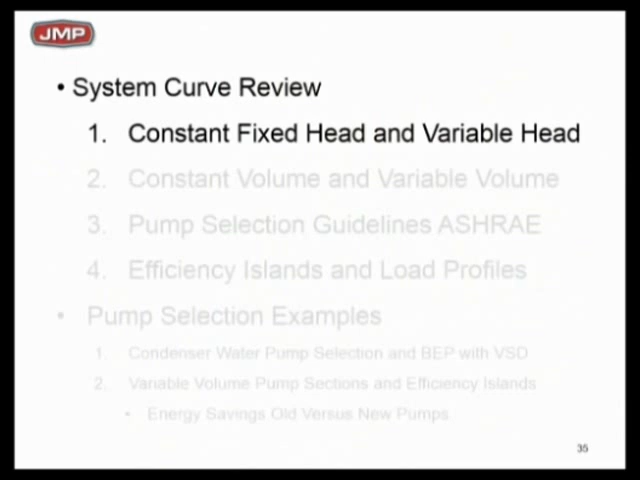 JMP
• System Curve Review
1. Constant Fixed Head and Variable Head
2. Constant Volume and Variable Volume
3. Pump Selection Guidelines ASHRAE
4. Efficiency Islands and Load Profiles
• Pump Selection Examples
1. Condenser Water Pump Selection and BEP with VSD
2. Variable Volume Pump Sections and Efficiency Islands
• Energy Savings Old Versus New Pumps
35